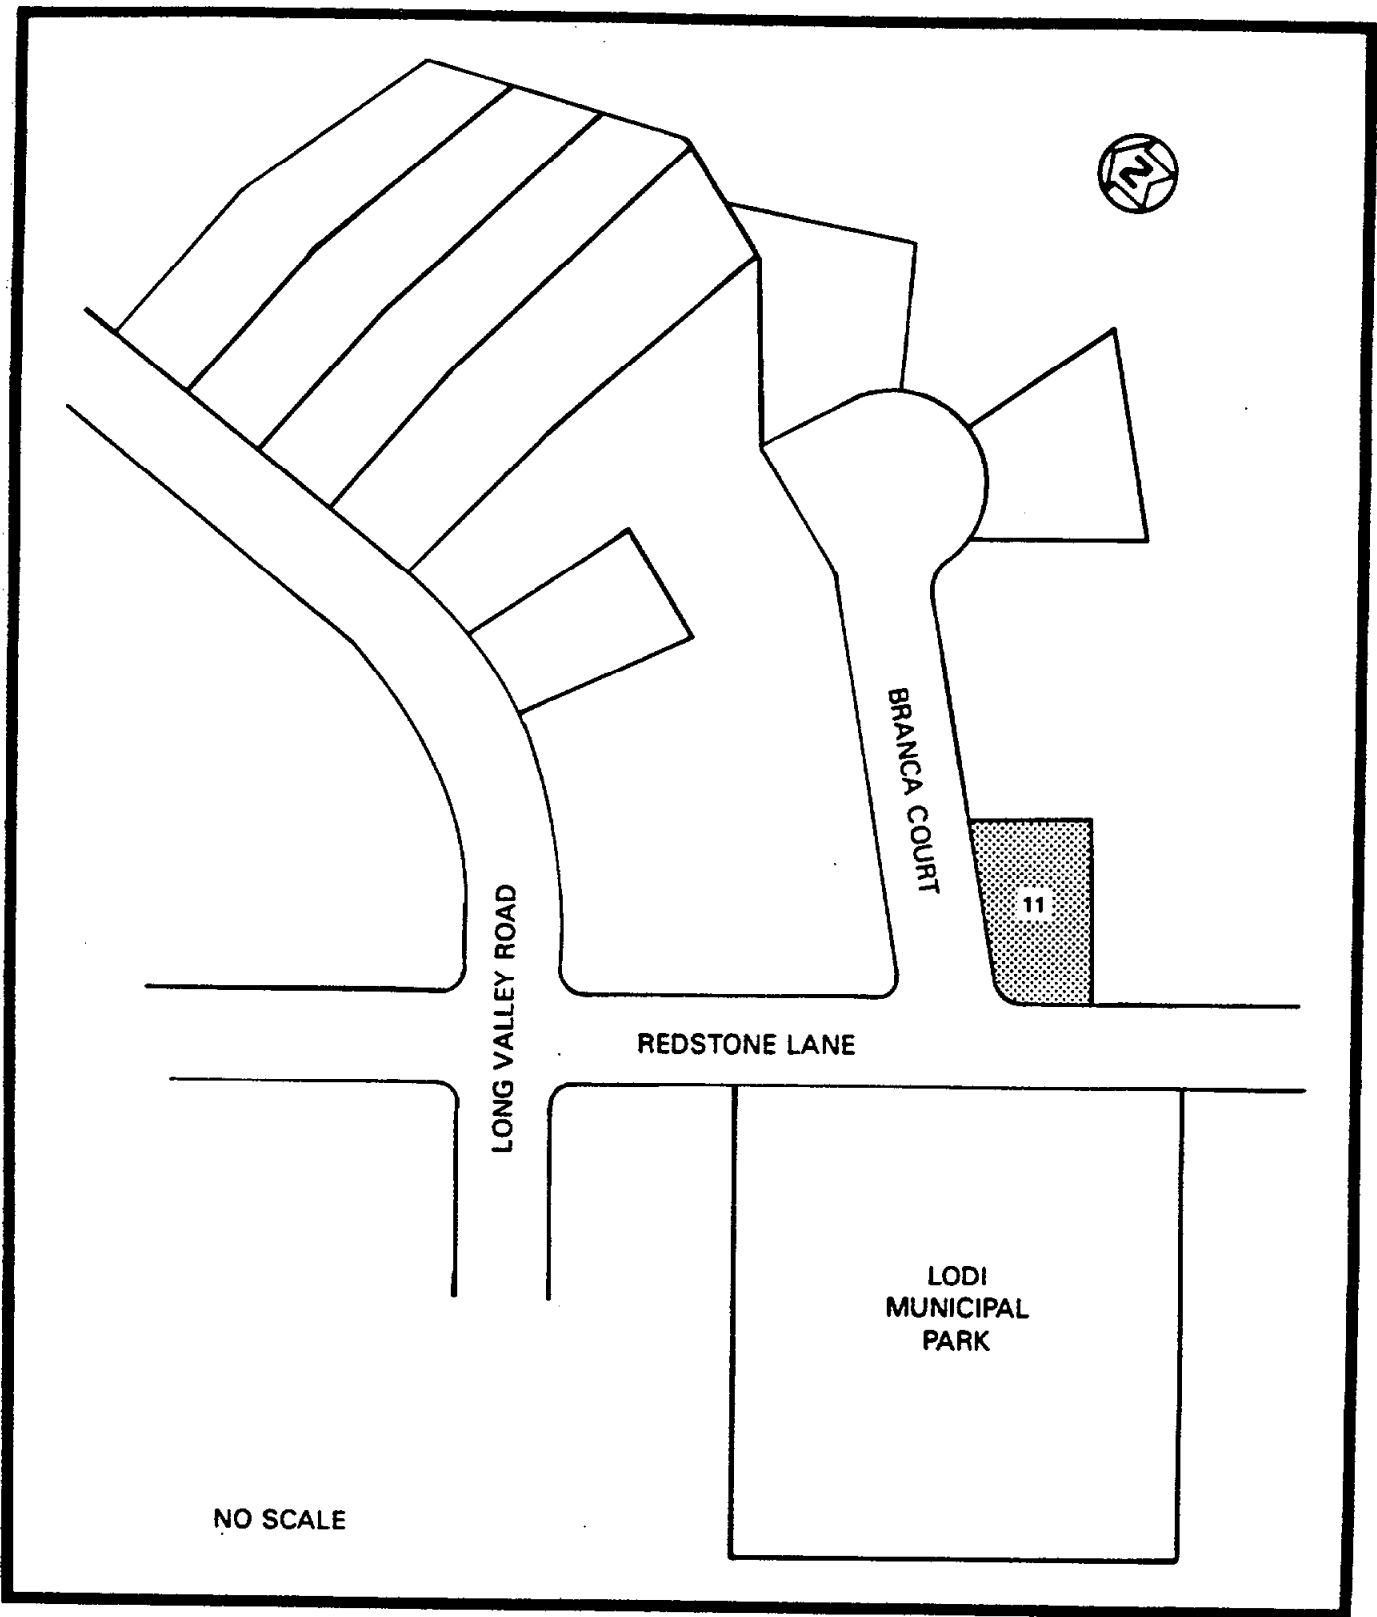 N
BRANCA COURT
11
LONG VALLEY ROAD
REDSTONE LANE
LODI
MUNICIPAL
PARK
NO SCALE